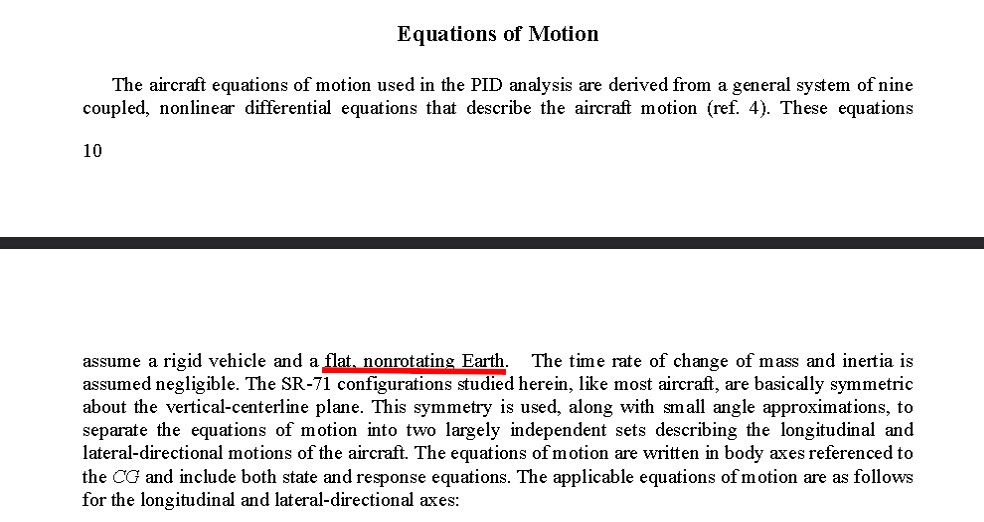 Equations of Motion
The aircraft equations of motion used in the PID analysis are derived from a general system of nine
coupled, nonlinear differential equations that describe the aircraft motion (ref. 4). These equations
10
assume a rigid vehicle and a flat, nonrotating Earth. The time rate of change of mass and inertia is
assumed negligible. The SR-71 configurations studied herein, like most aircraft, are basically symmetric
about the vertical-centerline plane. This symmetry is used, along with small angle approximations, to
separate the equations of motion into two largely independent sets describing the longitudinal and
lateral-directional motions of the aircraft. The equations of motion are written in body axes referenced to
the CG and include both state and response equations. The applicable equations of motion are as follows
for the longitudinal and lateral-directional axes: